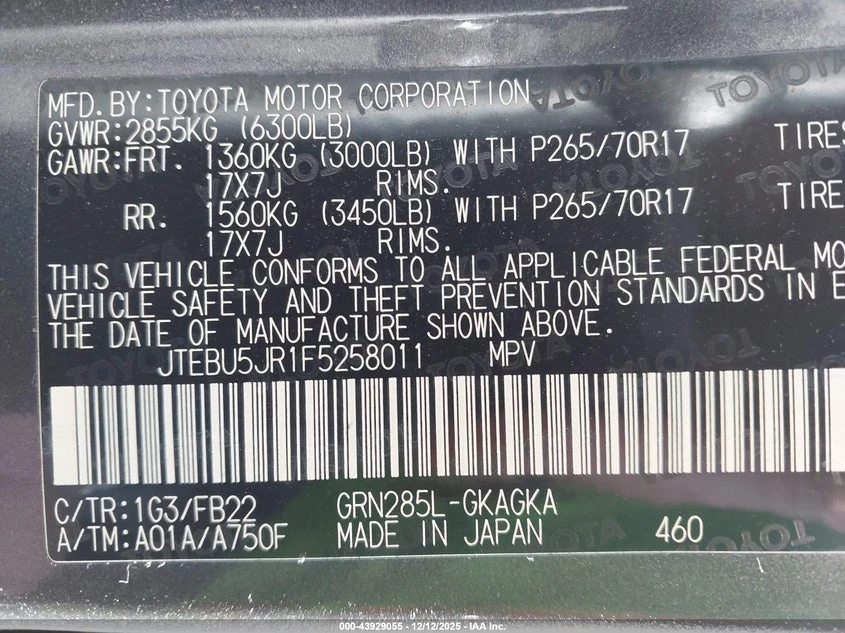 MFD.BY:TOYOTA MOTOR CORPORATION
GVWR:2855KG (6300LB)
GAWR:FRT. 1360KG (3000LB) WITH P265/70R17 TIRES
17X7J RIMS.
RR. 1560KG (3450LB) WITH P265/70R17 TIRE
17X7J RIMS.
THIS VEHICLE CONFORMS TO ALL APPLICABLE FEDERAL MO
VEHICLE SAFETY AND THEFT PREVENTION STANDARDS IN E
THE DATE OF MANUFACTURE SHOWN ABOVE.
JTEBU5JR1F5258011 MPV
C/TR:1G3/FB22 GRN285L-GKAGKA
A/TM:A01A/A750F MADE IN JAPAN 460
000-43929055 - 12/12/2025 - IAA Inc.